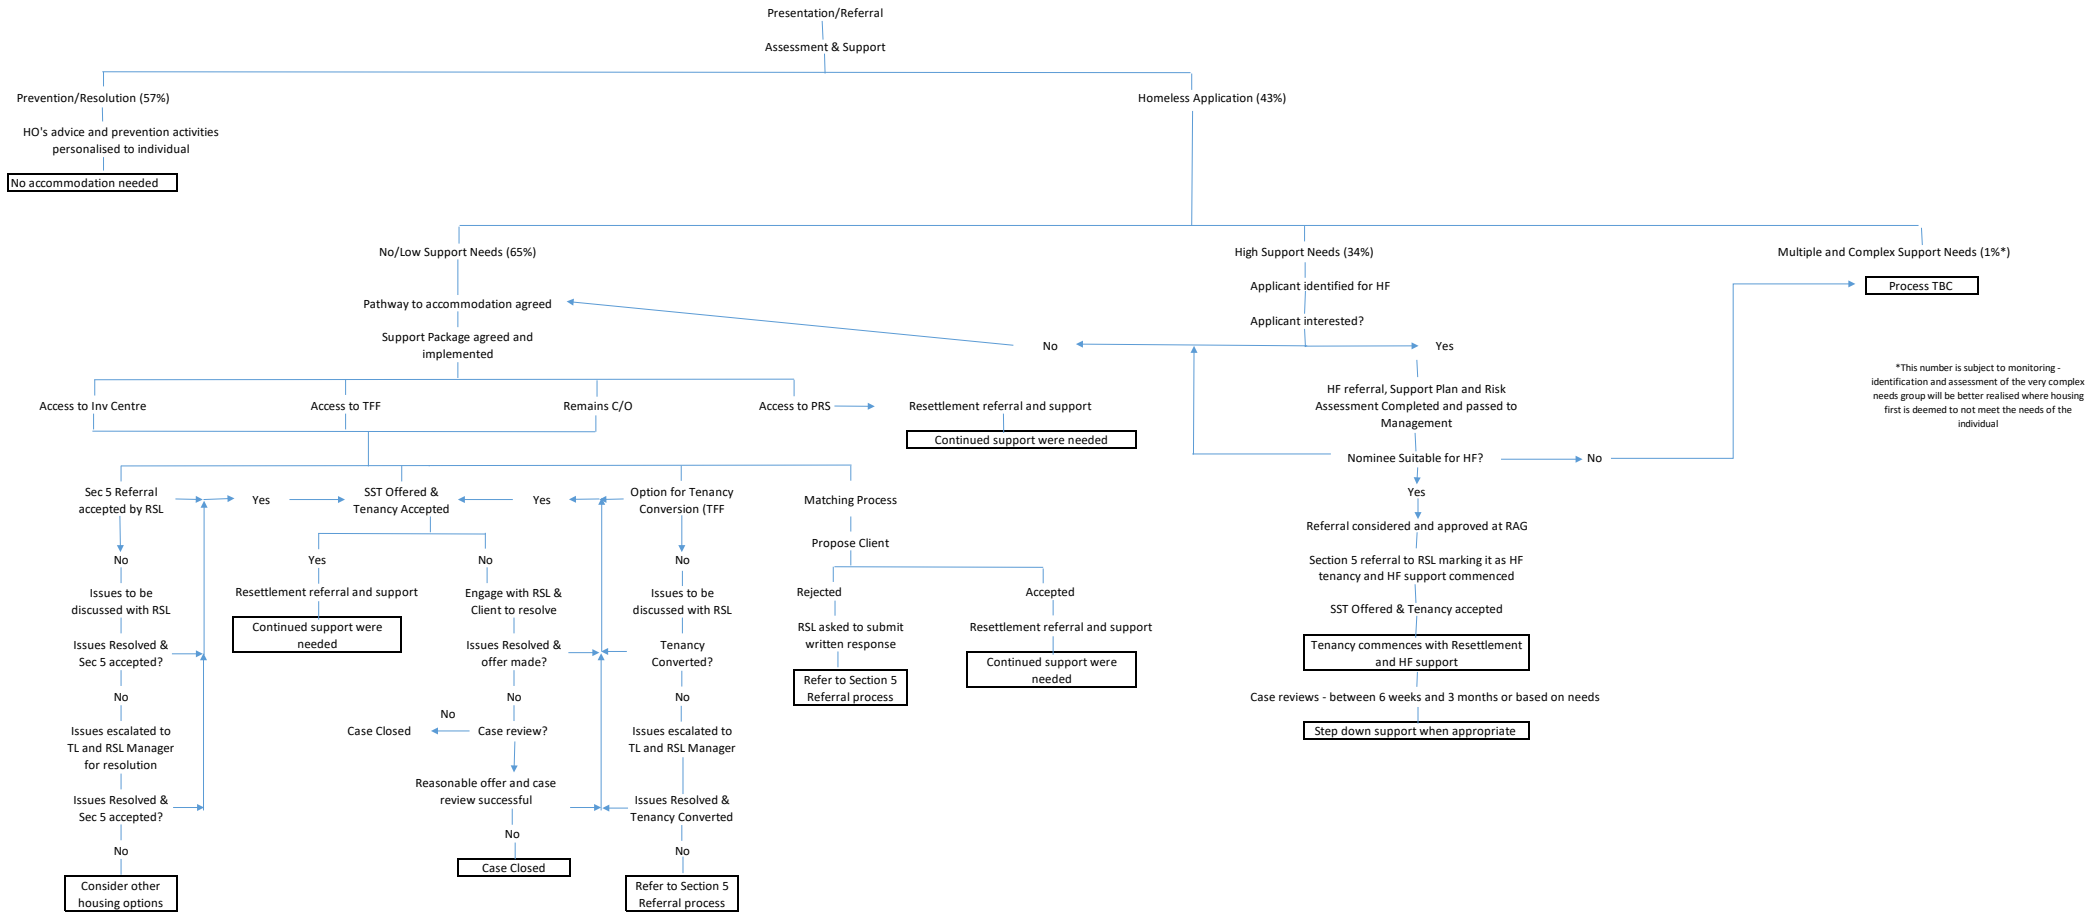 Presentation/Referral
Assessment & Support
Prevention/Resolution (57%)
HO's advice and prevention activities
personalised to individual
No accommodation needed
Homeless Application (43%)
No/Low Support Needs (65%)
Pathway to accommodation agreed
Support Package agreed and
implemented
High Support Needs (34%)
Applicant identified for HF
Applicant interested?
No
Yes
Multiple and Complex Support Needs (1%*)
Process TBC
*This number is subject to monitoring -
identification and assessment of the very complex
needs group will be better realised where housing
first is deemed to not meet the needs of the
individual
HF referral, Support Plan and Risk
Assessment Completed and passed to
Management
Nominee Suitable for HF?
No
Yes
Referral considered and approved at RAG
Section 5 referral to RSL marking it as HF
tenancy and HF support commenced
SST Offered & Tenancy accepted
Tenancy commences with Resettlement
and HF support
Case reviews - between 6 weeks and 3 months or based on needs
Step down support when appropriate
Access to Inv Centre
Access to TFF
Remains C/O
Access to PRS
Resettlement referral and support
Continued support were needed
Sec 5 Referral
accepted by RSL
Yes
SST Offered &
Tenancy Accepted
Yes
Option for Tenancy
Conversion (TFF
Matching Process
Propose Client
No
Issues to be
discussed with RSL
Issues Resolved &
Sec 5 accepted?
No
Issues escalated to
TL and RSL Manager
for resolution
Issues Resolved &
Sec 5 accepted?
No
Consider other
housing options
Yes
Resettlement referral and support
Continued support were
needed
No
Engage with RSL &
Client to resolve
Issues Resolved &
offer made?
No
Case review?
No
Case Closed
Reasonable offer and case
review successful
No
Case Closed
No
Issues to be
discussed with RSL
Tenancy
Converted?
No
Issues escalated to
TL and RSL Manager
Issues Resolved &
Tenancy Converted
No
Refer to Section 5
Referral process
Rejected
RSL asked to submit
written response
Refer to Section 5
Referral process
Accepted
Resettlement referral and support
Continued support were
needed